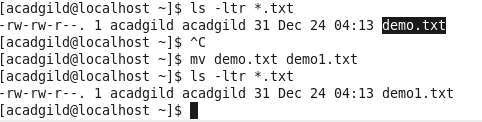 [acadgild@localhost ~]$ ls -ltr *.txt
-rw-rw-r--. 1 acadgild acadgild 31 Dec 24 04:13 demo.txt
[acadgild@localhost ~]$ ^C
[acadgild@localhost ~]$ mv demo.txt demo1.txt
[acadgild@localhost ~]$ ls -ltr *.txt
-rw-rw-r--. 1 acadgild acadgild 31 Dec 24 04:13 demo1.txt
[acadgild@localhost ~]$